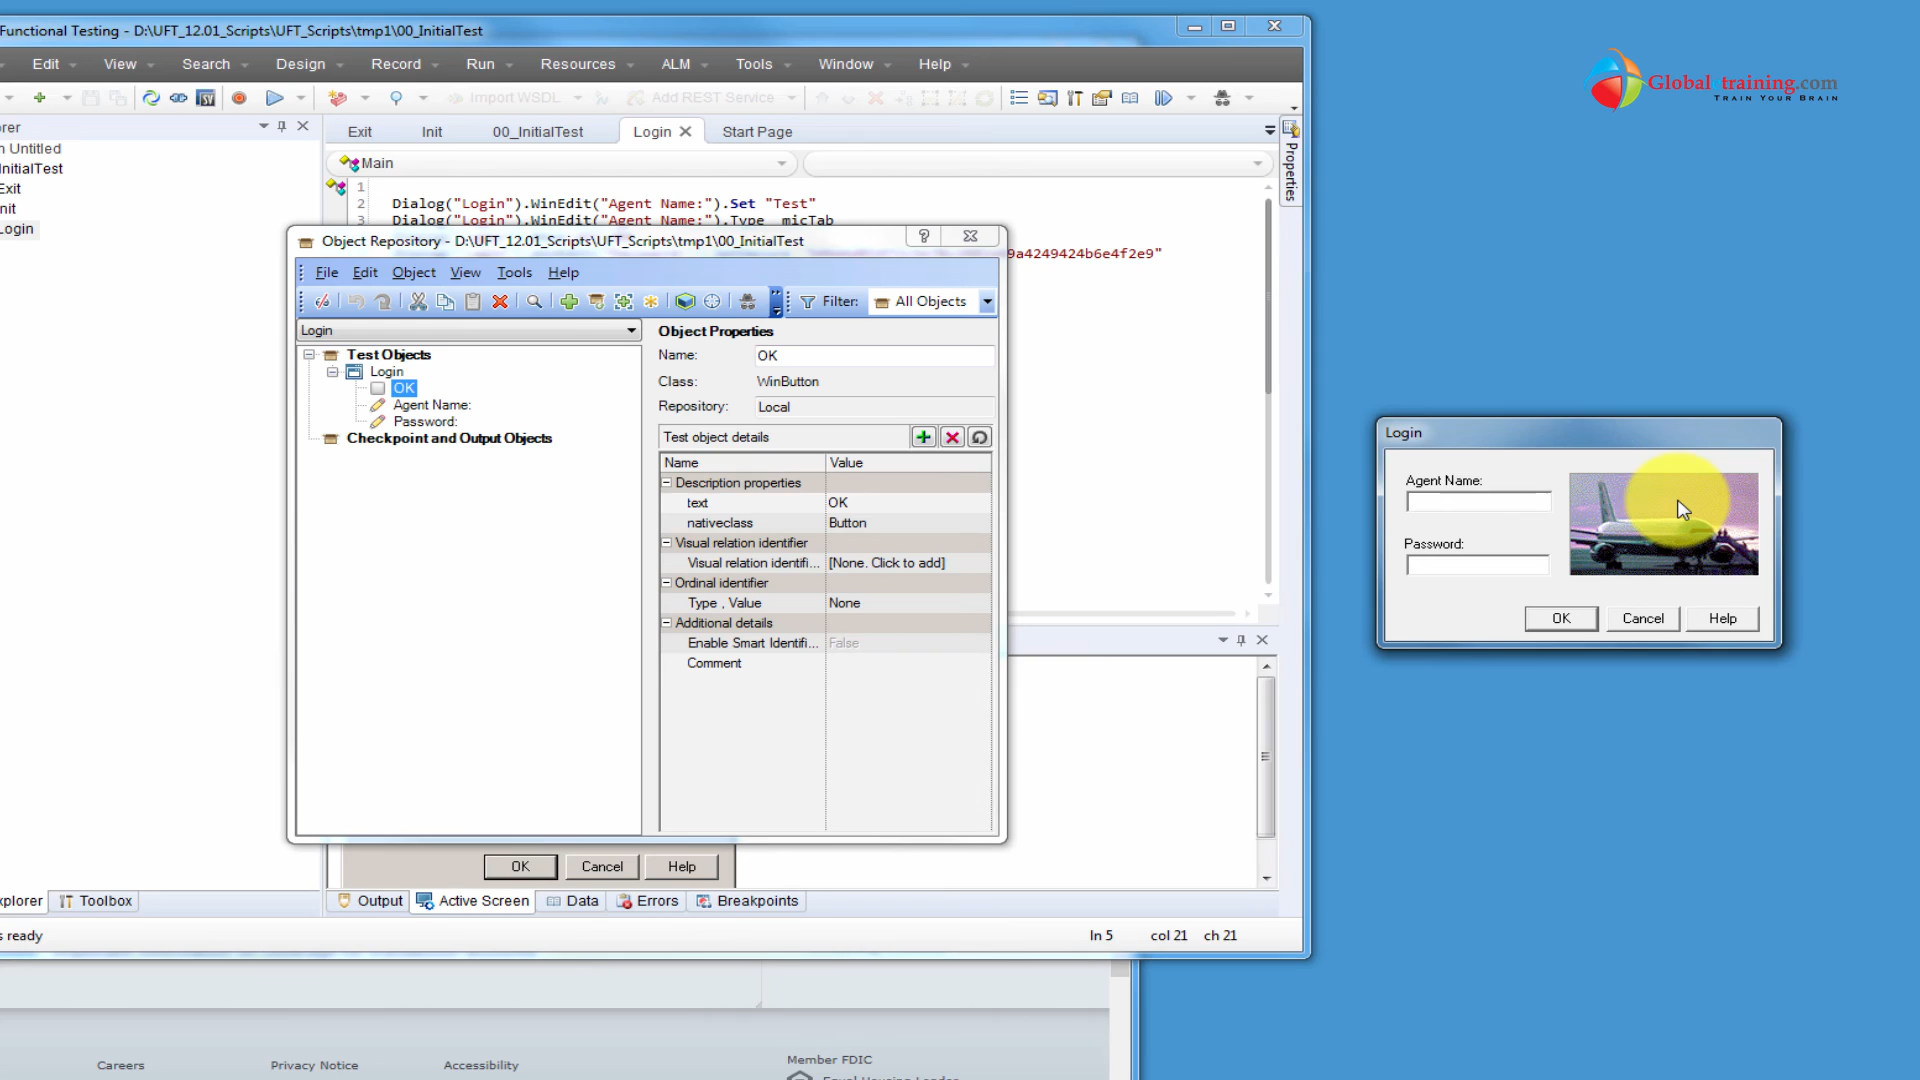 Functional Testing - D:\UFT_12.01_Scripts\UFT_Scripts\tmp1\00_InitialTest
Edit View Search Design Record Run Resources ALM Tools Window Help
Import WSDL Add REST Service
Global training.com
TRAIN YOUR BRAIN
rer
Exit Init 00_InitialTest Login Start Page
n Untitled
InitialTest
Exit
nit
Login
Main
Properties
1
2 Dialog("Login").WinEdit("Agent Name:").Set "Test"
3 Dialog("Login").WinEdit("Agent Name:").Type micTab
9a4249424b6e4f2e9"
Object Repository - D:\UFT_12.01_Scripts\UFT_Scripts\tmp1\00_InitialTest
File Edit Object View Tools Help
Filter: All Objects
Login
Test Objects
Login
OK
Agent Name:
Password:
Checkpoint and Output Objects
Object Properties
Name: OK
Class: WinButton
Repository: Local
Test object details
Name Value
Description properties
text OK
nativeclass Button
Visual relation identifier
Visual relation identifi... [None. Click to add]
Ordinal identifier
Type , Value None
Additional details
Enable Smart Identifi... False
Comment
Login
Agent Name:
Password:
OK Cancel Help
OK Cancel Help
xplorer Toolbox
Output Active Screen Data Errors Breakpoints
s ready
ln 5 col 21 ch 21
Careers Privacy Notice Accessibility
Member FDIC